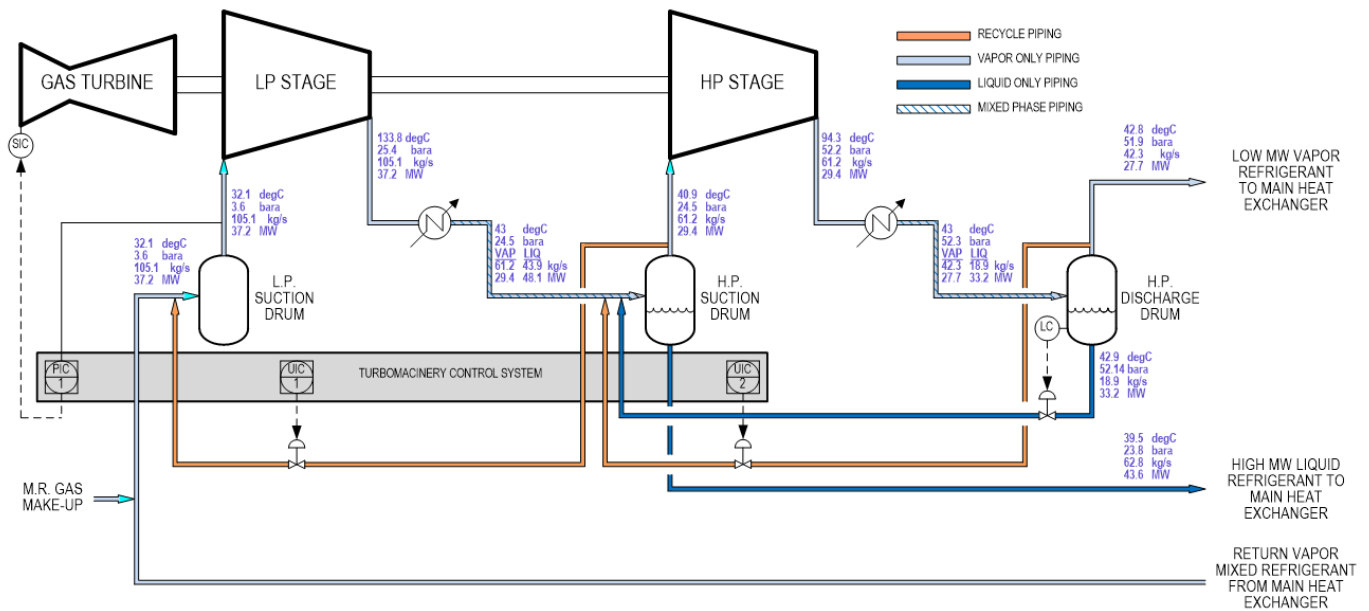 GAS TURBINE
LP STAGE
HP STAGE
RECYCLE PIPING
VAPOR ONLY PIPING
LIQUID ONLY PIPING
MIXED PHASE PIPING
SIC
133.8 degC
25.4 bara
105.1 kg/s
37.2 MW
94.3 degC
52.2 bara
61.2 kg/s
29.4 MW
42.8 degC
51.9 bara
42.3 kg/s
27.7 MW
LOW MW VAPOR
REFRIGERANT
TO MAIN HEAT
EXCHANGER
32.1 degC
3.6 bara
105.1 kg/s
37.2 MW
40.9 degC
24.5 bara
61.2 kg/s
29.4 MW
32.1 degC
3.6 bara
105.1 kg/s
37.2 MW
43 degC
24.5 bara
VAP LIQ
61.2 43.9 kg/s
29.4 48.1 MW
43 degC
52.3 bara
VAP LIQ
42.3 18.9 kg/s
27.7 33.2 MW
L.P.
SUCTION
DRUM
H.P.
SUCTION
DRUM
H.P.
DISCHARGE
DRUM
LC
PIC
1
UIC
1
TURBOMACINERY CONTROL SYSTEM
UIC
2
42.9 degC
52.14 bara
18.9 kg/s
33.2 MW
39.5 degC
23.8 bara
62.8 kg/s
43.6 MW
M.R. GAS
MAKE-UP
HIGH MW LIQUID
REFRIGERANT TO
MAIN HEAT
EXCHANGER
RETURN VAPOR
MIXED REFRIGERANT
FROM MAIN HEAT
EXCHANGER